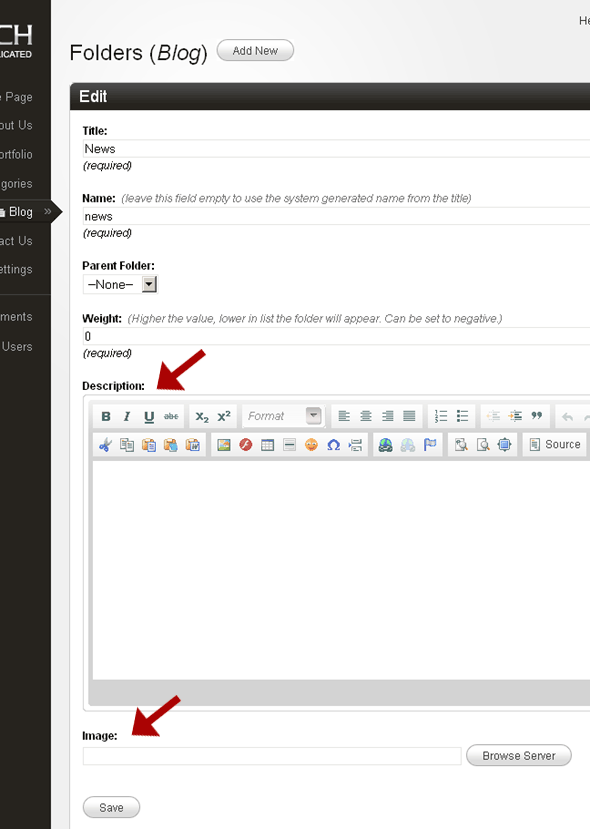 CH
LICATED
He
Folders (Blog)
Add New
Page
out Us
ortfolio
gories
Blog »
act Us
ettings
ments
Users
Edit
Title:
News
(required)
Name: (leave this field empty to use the system generated name from the title)
news
(required)
Parent Folder:
--None--
Weight: (Higher the value, lower in list the folder will appear. Can be set to negative.)
0
(required)
Description:
B I U abc X₂ X² Format
Ω Source
Image:
Browse Server
Save